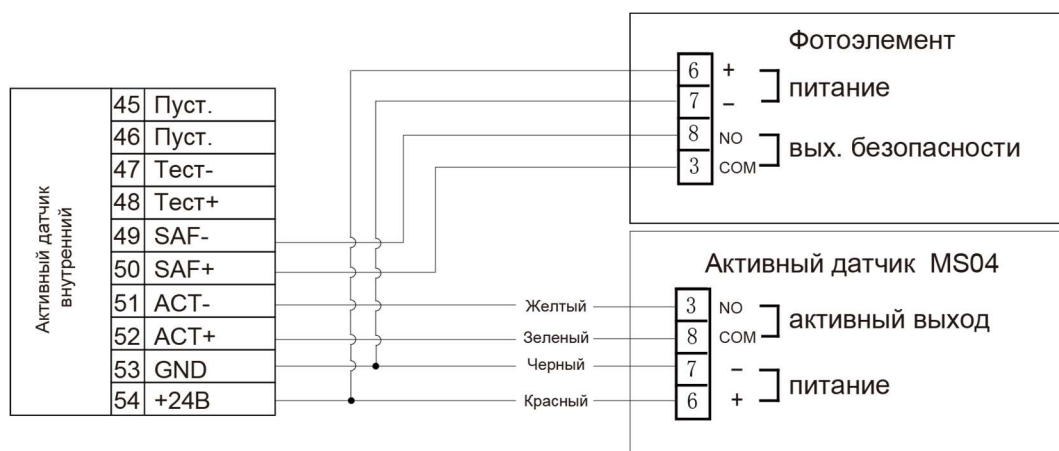 Активный датчик
внутренний
45 Пуст.
46 Пуст.
47 Тест-
48 Тест+
49 SAF-
50 SAF+
51 ACT-
52 ACT+
53 GND
54 +24В
Желтый
Зеленый
Черный
Красный
Фотоэлемент
6 + питание
7 –
8 NO вых. безопасности
3 COM
Активный датчик MS04
3 NO активный выход
8 COM
7 – питание
6 +